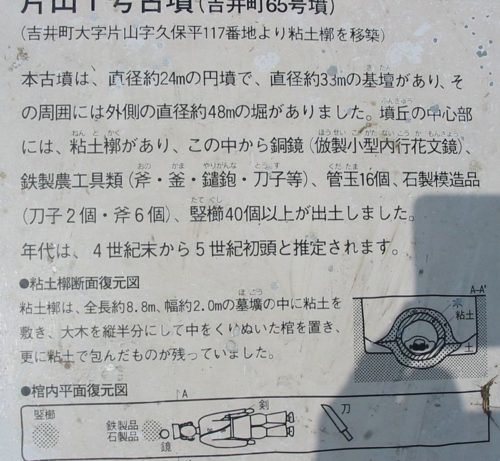 片山1号古墳(吉井町65号墳)
(吉井町大字片山字久保平117番地より粘土槨を移築)
本古墳は、直径約24mの円墳で、直径約33mの基壇があり、そ
の周囲には外側の直径約48mの堀がありました。墳丘の中心部
には、粘土槨があり、この中から銅鏡(倣製小型内行花文鏡)、
鉄製農工具類(斧・釜・鑓鉋・刀子等)、管玉16個、石製模造品
(刀子2個・斧6個)、竪櫛40個以上が出土しました。
年代は、4世紀末から5世紀初頭と推定されます。
●粘土槨断面復元図
粘土槨は、全長約8.8m、幅約2.0mの墓壙の中に粘土を
敷き、大木を縦半分にして中をくりぬいた棺を置き、
更に粘土で包んだものが残っていました。
A-A'
粘土
土
●棺内平面復元図
A
竪櫛
鉄製品
石製品
鏡
剣
刀